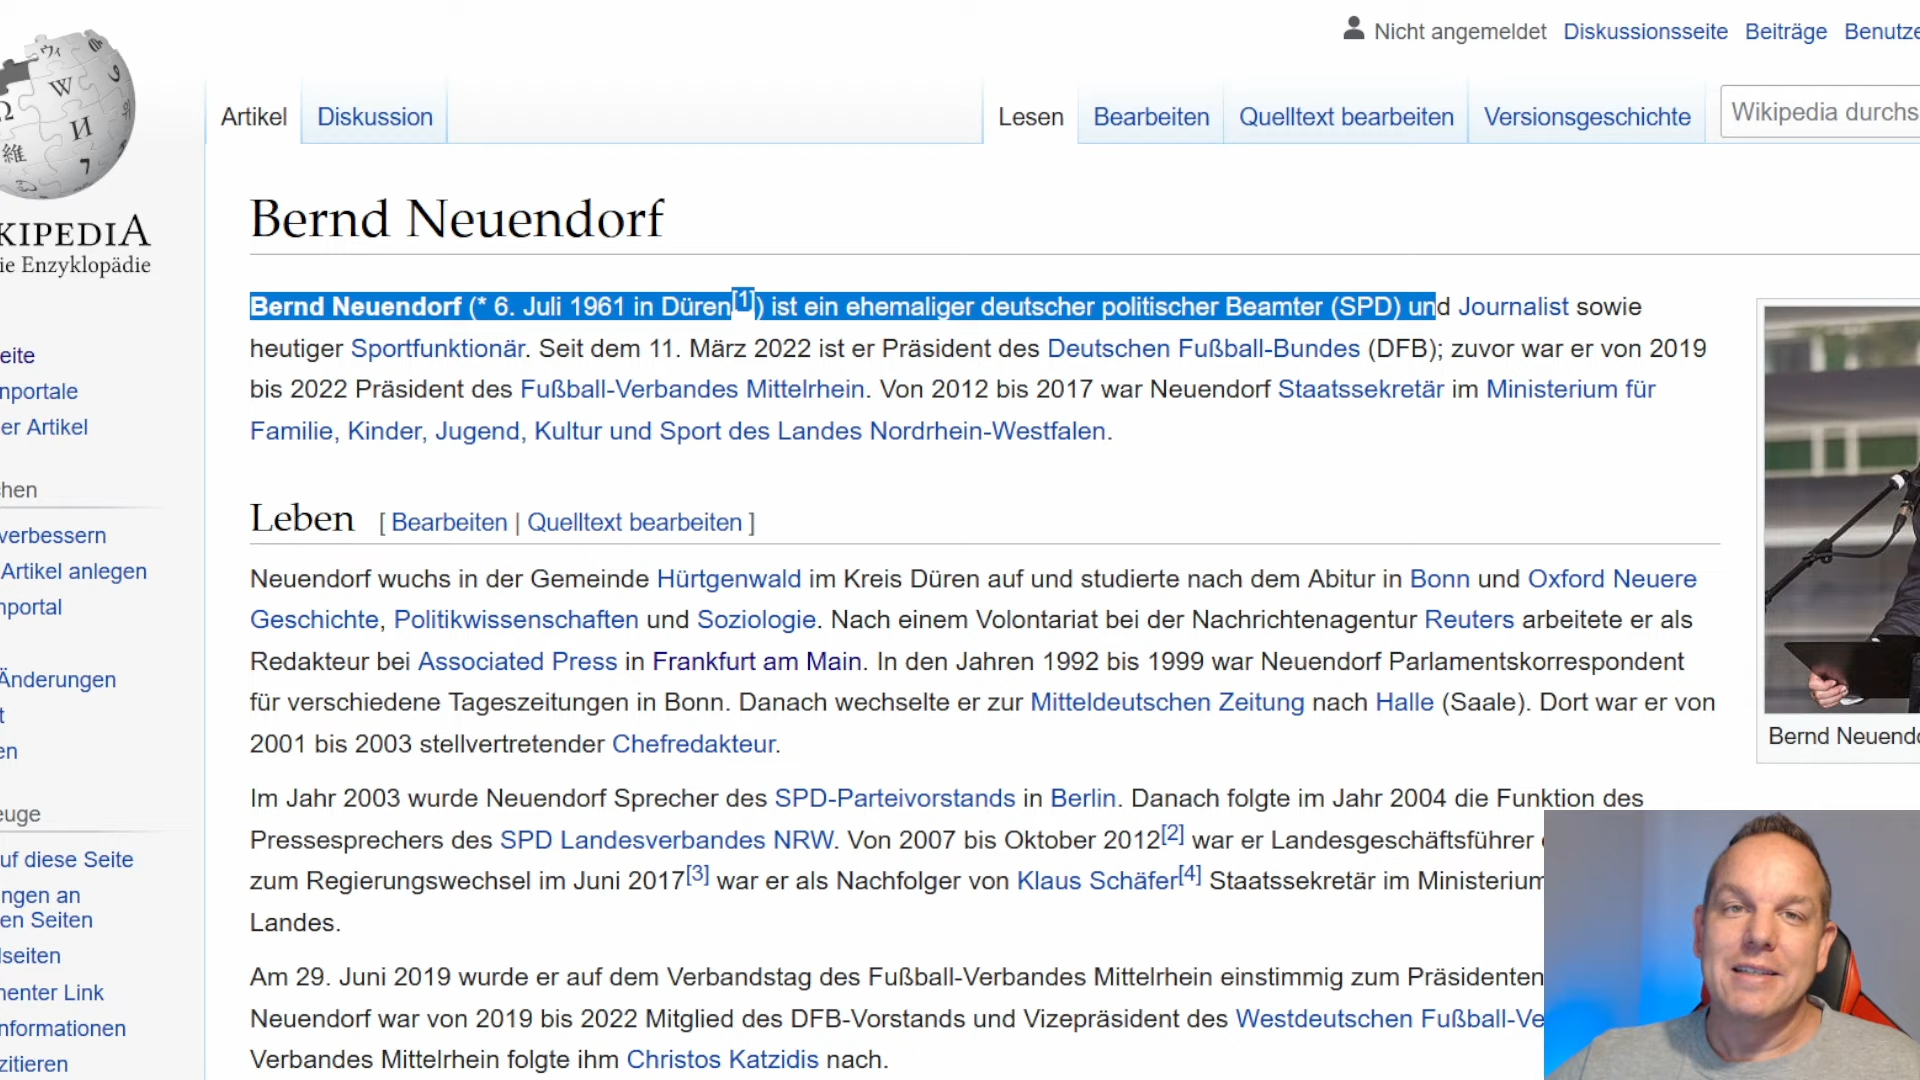 Nicht angemeldet Diskussionsseite Beiträge Benutze
Artikel Diskussion Lesen Bearbeiten Quelltext bearbeiten Versionsgeschichte Wikipedia durchs
KIPEDIA
ie Enzyklopädie
Bernd Neuendorf
Bernd Neuendorf (* 6. Juli 1961 in Düren[1]) ist ein ehemaliger deutscher politischer Beamter (SPD) und Journalist sowie
heutiger Sportfunktionär. Seit dem 11. März 2022 ist er Präsident des Deutschen Fußball-Bundes (DFB); zuvor war er von 2019
bis 2022 Präsident des Fußball-Verbandes Mittelrhein. Von 2012 bis 2017 war Neuendorf Staatssekretär im Ministerium für
Familie, Kinder, Jugend, Kultur und Sport des Landes Nordrhein-Westfalen.
Leben [ Bearbeiten | Quelltext bearbeiten ]
Neuendorf wuchs in der Gemeinde Hürtgenwald im Kreis Düren auf und studierte nach dem Abitur in Bonn und Oxford Neuere
Geschichte, Politikwissenschaften und Soziologie. Nach einem Volontariat bei der Nachrichtenagentur Reuters arbeitete er als
Redakteur bei Associated Press in Frankfurt am Main. In den Jahren 1992 bis 1999 war Neuendorf Parlamentskorrespondent
für verschiedene Tageszeitungen in Bonn. Danach wechselte er zur Mitteldeutschen Zeitung nach Halle (Saale). Dort war er von
2001 bis 2003 stellvertretender Chefredakteur.
Im Jahr 2003 wurde Neuendorf Sprecher des SPD-Parteivorstands in Berlin. Danach folgte im Jahr 2004 die Funktion des
Pressesprechers des SPD Landesverbandes NRW. Von 2007 bis Oktober 2012[2] war er Landesgeschäftsführer
zum Regierungswechsel im Juni 2017[3] war er als Nachfolger von Klaus Schäfer[4] Staatssekretär im Ministerium
Landes.
Am 29. Juni 2019 wurde er auf dem Verbandstag des Fußball-Verbandes Mittelrhein einstimmig zum Präsidenten
Neuendorf war von 2019 bis 2022 Mitglied des DFB-Vorstands und Vizepräsident des Westdeutschen Fußball-Ve
Verbandes Mittelrhein folgte ihm Christos Katzidis nach.
Bernd Neuendo
eite
nportale
er Artikel
hen
verbessern
Artikel anlegen
nportal
Änderungen
t
en
euge
uf diese Seite
ngen an
en Seiten
lseiten
nenter Link
nformationen
zitieren